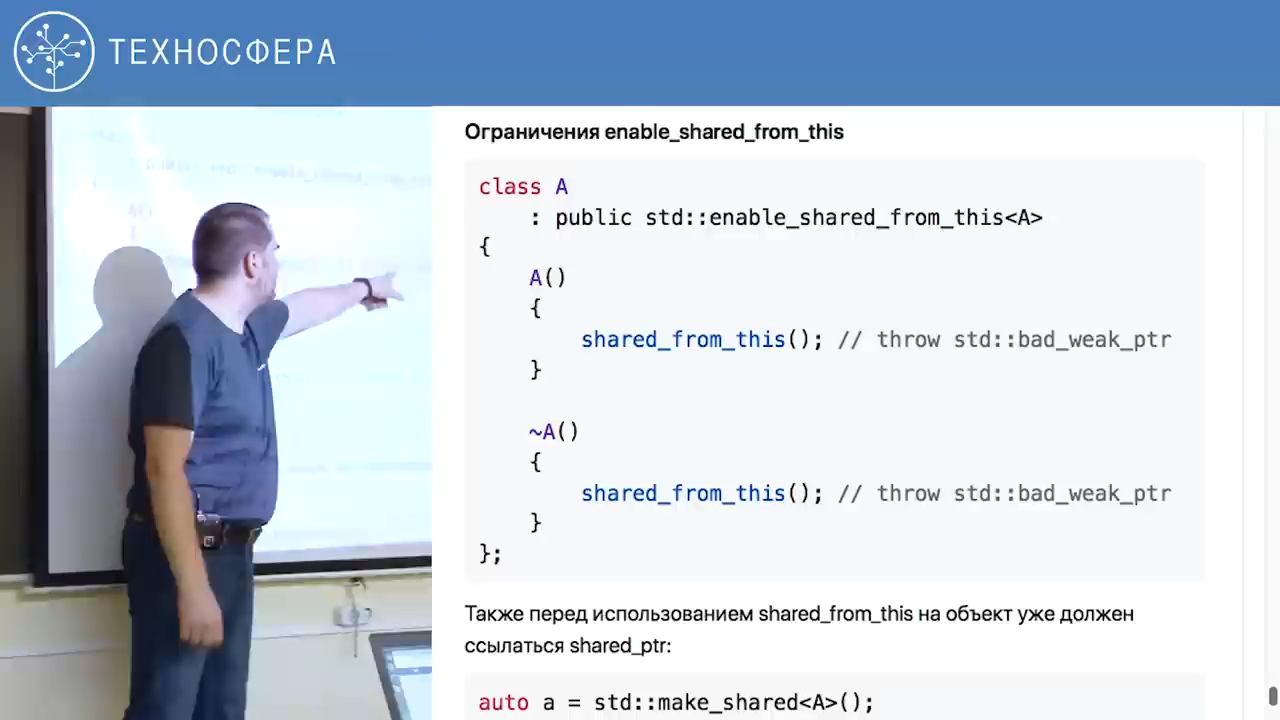 ТЕХНОСФЕРА
Ограничения enable_shared_from_this
class A
    : public std::enable_shared_from_this<A>
{
    A()
    {
        shared_from_this(); // throw std::bad_weak_ptr
    }

    ~A()
    {
        shared_from_this(); // throw std::bad_weak_ptr
    }
};
Также перед использованием shared_from_this на объект уже должен
ссылаться shared_ptr:
auto a = std::make_shared<A>();